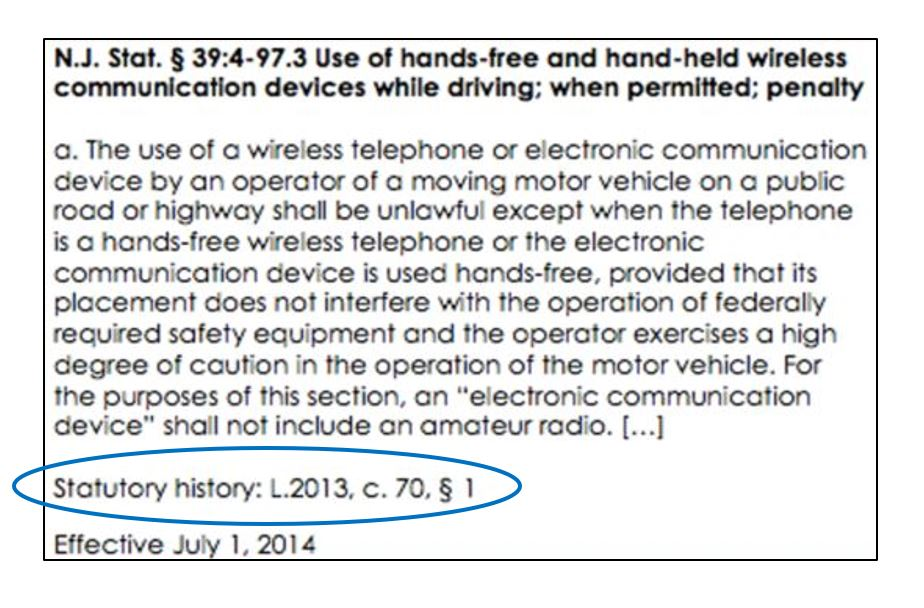 N.J. Stat. § 39:4-97.3 Use of hands-free and hand-held wireless
communication devices while driving; when permitted; penalty
a. The use of a wireless telephone or electronic communication
device by an operator of a moving motor vehicle on a public
road or highway shall be unlawful except when the telephone
is a hands-free wireless telephone or the electronic
communication device is used hands-free, provided that its
placement does not interfere with the operation of federally
required safety equipment and the operator exercises a high
degree of caution in the operation of the motor vehicle. For
the purposes of this section, an “electronic communication
device” shall not include an amateur radio. [...]
Statutory history: L.2013, c. 70, § 1
Effective July 1, 2014